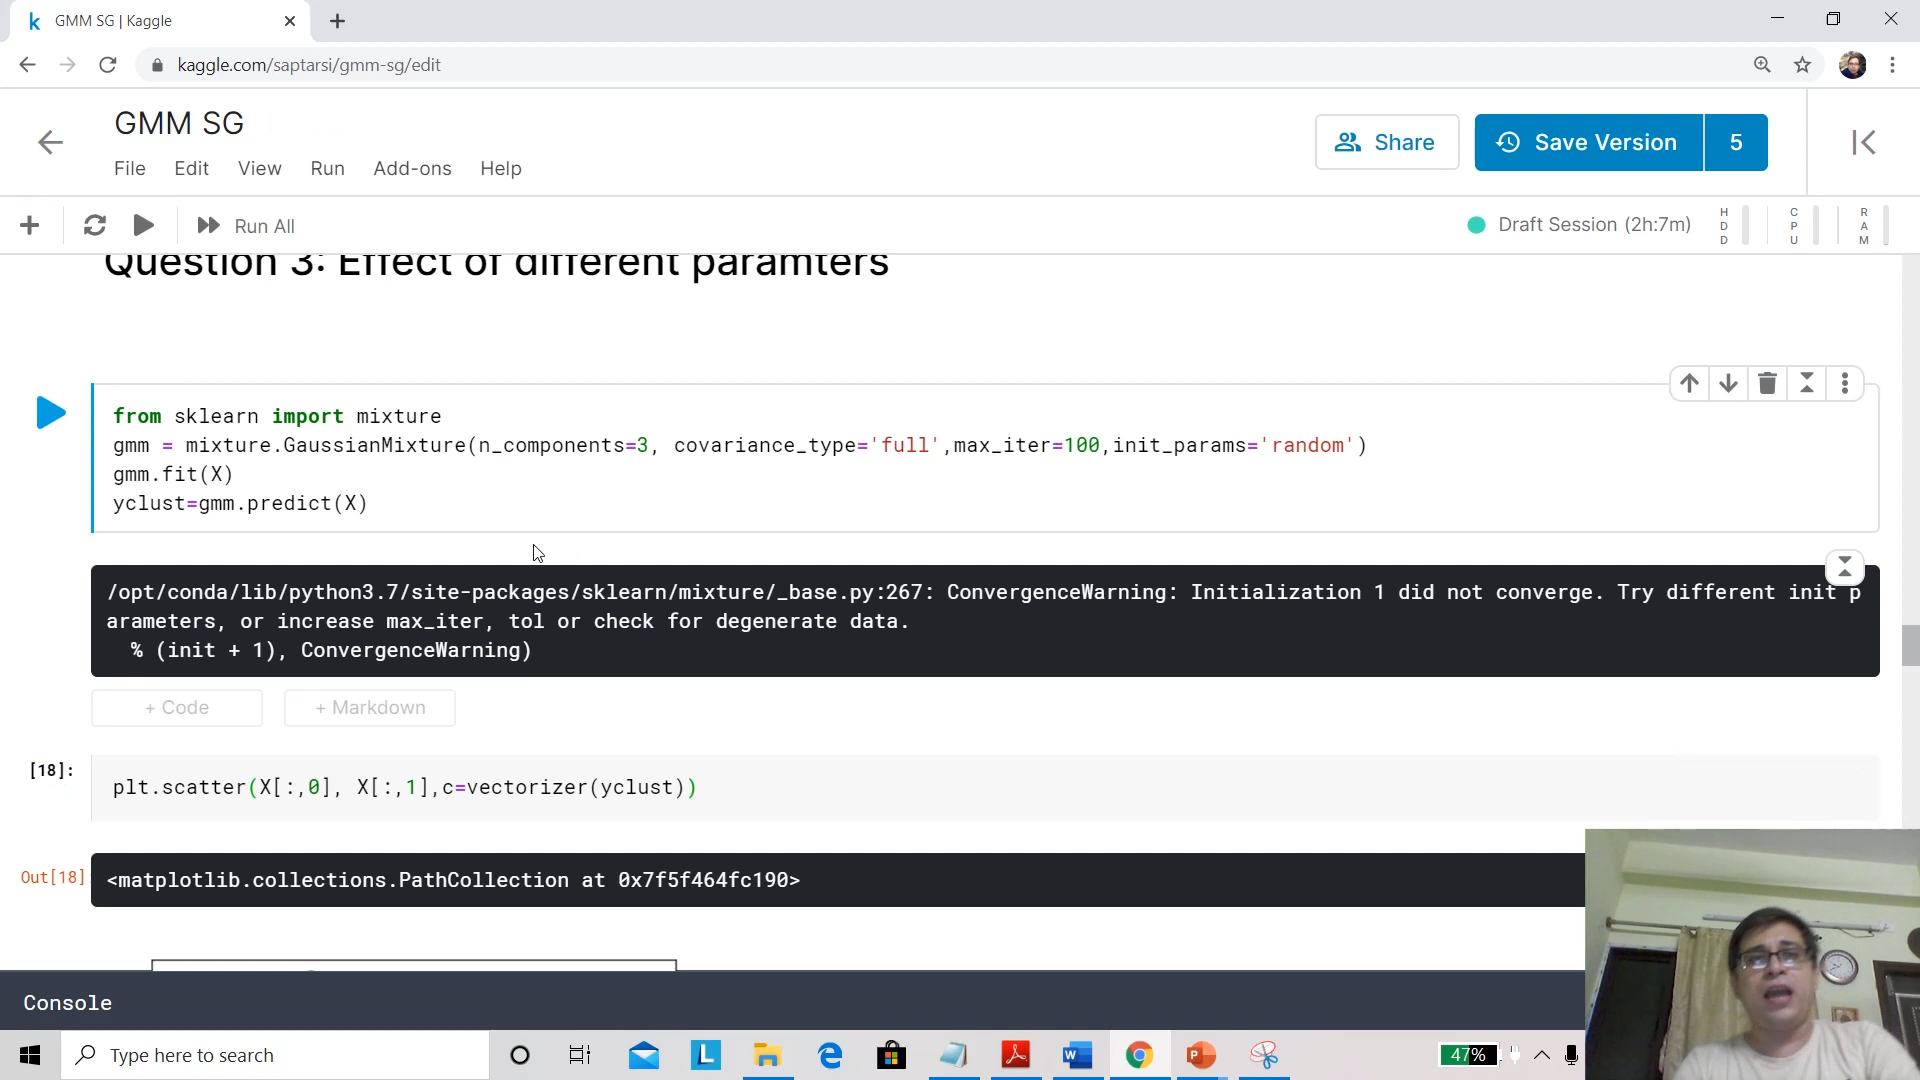 GMM SG | Kaggle
kaggle.com/saptarsi/gmm-sg/edit
GMM SG
File Edit View Run Add-ons Help
Share
Save Version
5
Run All
Draft Session (2h:7m)
HDD
CPU
RAM
Question 3: Effect of different paramters
from sklearn import mixture
gmm = mixture.GaussianMixture(n_components=3, covariance_type='full',max_iter=100,init_params='random')
gmm.fit(X)
yclust=gmm.predict(X)
/opt/conda/lib/python3.7/site-packages/sklearn/mixture/_base.py:267: ConvergenceWarning: Initialization 1 did not converge. Try different init p
arameters, or increase max_iter, tol or check for degenerate data.
% (init + 1), ConvergenceWarning)
+ Code
+ Markdown
[18]:
plt.scatter(X[:,0], X[:,1],c=vectorizer(yclust))
Out[18]
<matplotlib.collections.PathCollection at 0x7f5f464fc190>
Console
Type here to search
47%